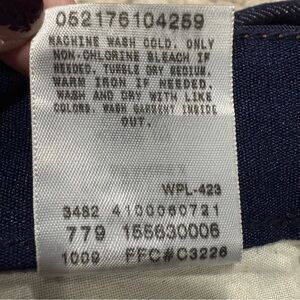 052176104259
MACHINE WASH COLD, ONLY
NON-CHLORINE BLEACH IF
NEEDED. TUMBLE DRY MEDIUM.
WARM IRON IF NEEDED.
WASH AND DRY WITH LIKE
COLORS. WASH GARMENT INSIDE
OUT.
WPL-423
3482 4100060721
779 155630006
1009 FFC#C3226